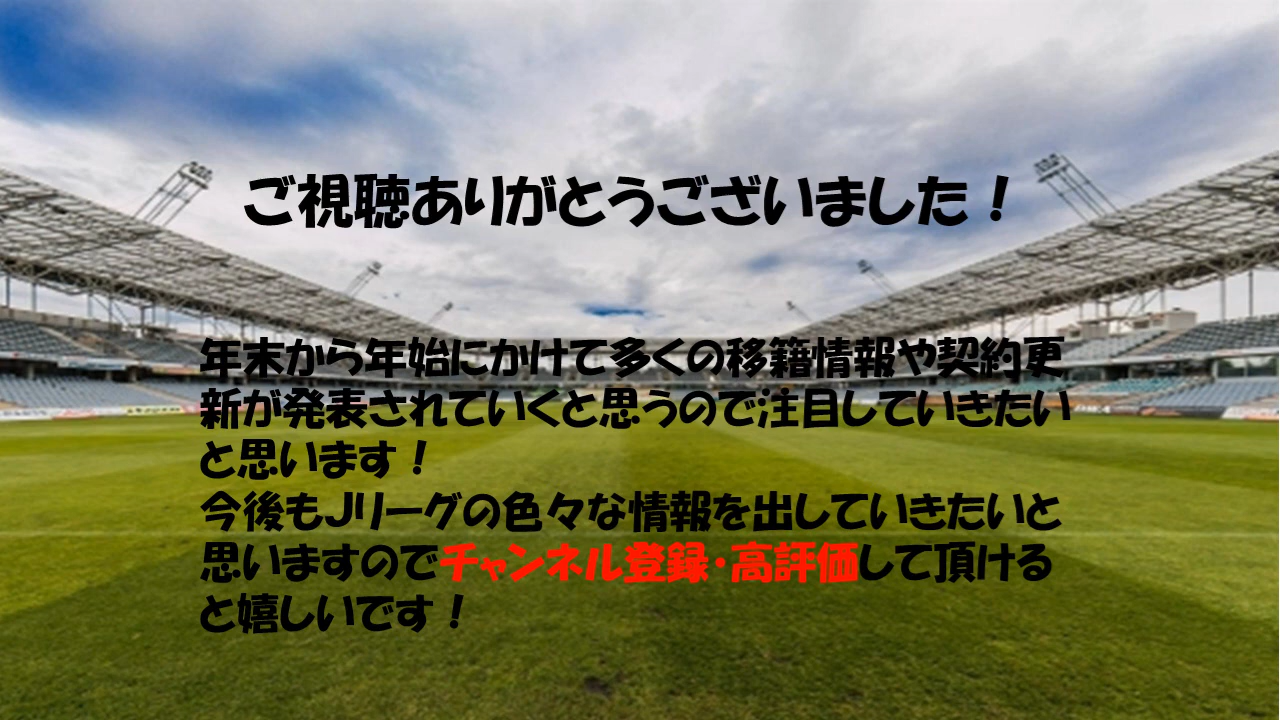 ご視聴ありがとうございました！
年末から年始にかけて多くの移籍情報や契約更
新が発表されていくと思うので注目していきたい
と思います！
今後もJリーグの色々な情報を出していきたいと
思いますのでチャンネル登録・高評価して頂ける
と嬉しいです！